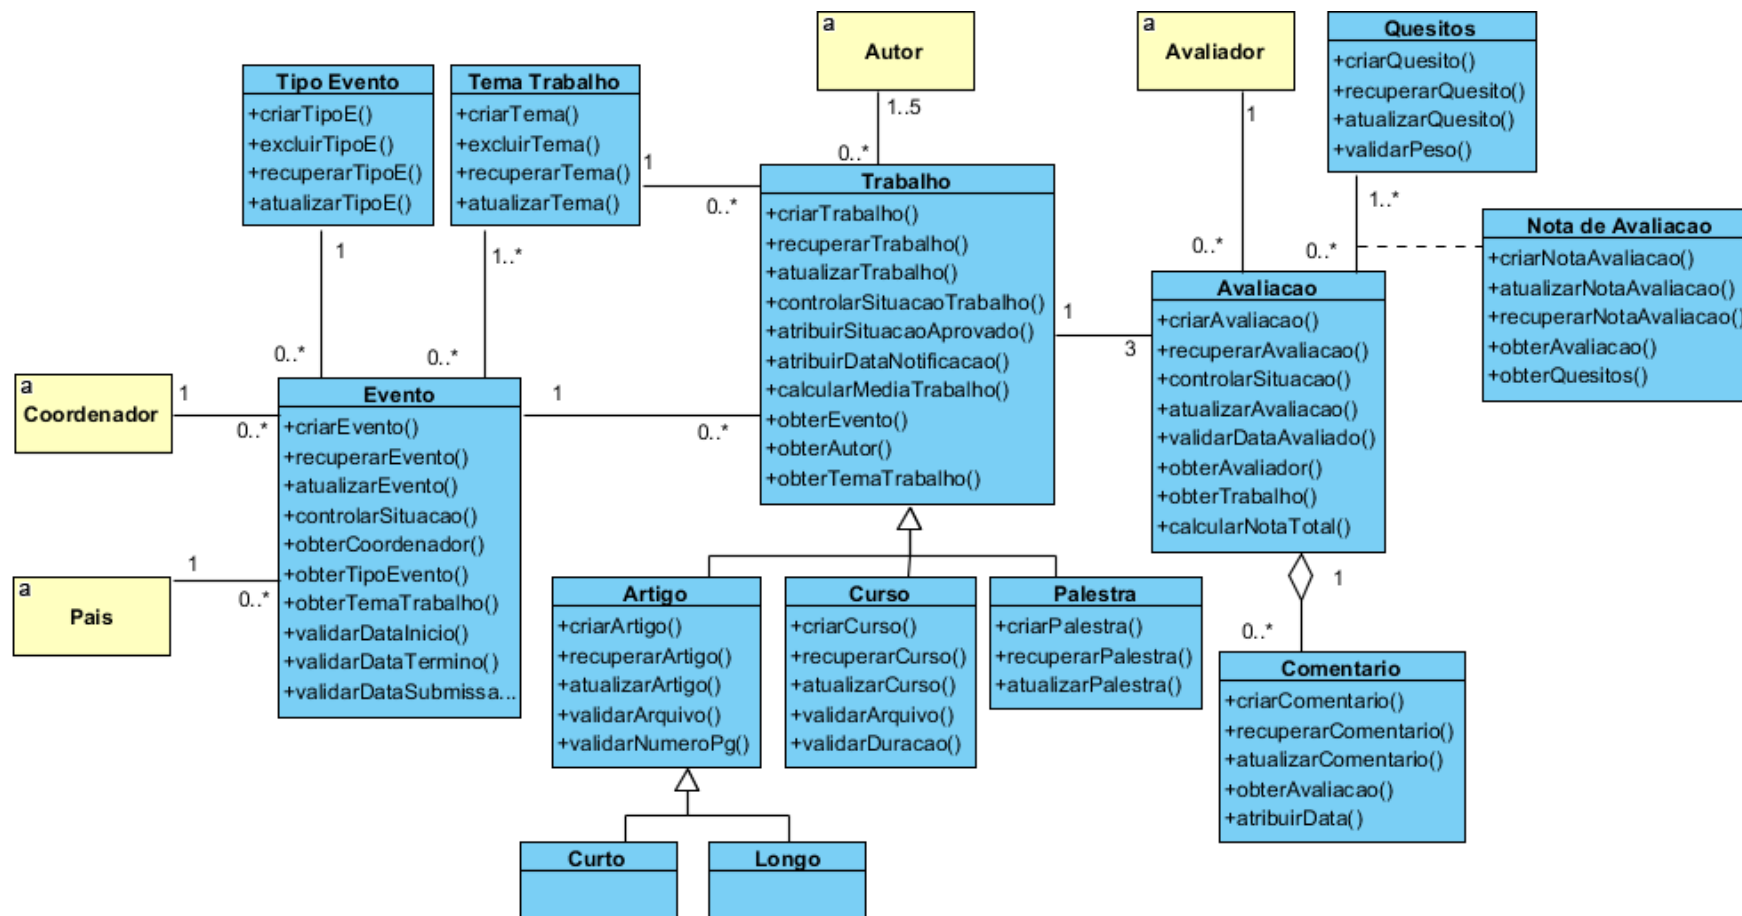 a
Autor
a
Avaliador
Quesitos
+criarQuesito()
+recuperarQuesito()
+atualizarQuesito()
+validarPeso()
Tipo Evento
+criarTipoE()
+excluirTipoE()
+recuperarTipoE()
+atualizarTipoE()
Tema Trabalho
+criarTema()
+excluirTema()
+recuperarTema()
+atualizarTema()
1..5
0..*
1
0..*
1
0..*
1..*
0..*
Trabalho
+criarTrabalho()
+recuperarTrabalho()
+atualizarTrabalho()
+controlarSituacaoTrabalho()
+atribuirSituacaoAprovado()
+atribuirDataNotificacao()
+calcularMediaTrabalho()
+obterEvento()
+obterAutor()
+obterTemaTrabalho()
Nota de Avaliacao
+criarNotaAvaliacao()
+atualizarNotaAvaliacao()
+recuperarNotaAvaliacao()
+obterAvaliacao()
+obterQuesitos()
1
0..*
1..*
0..*
1
3
Avaliacao
+criarAvaliacao()
+recuperarAvaliacao()
+controlarSituacao()
+atualizarAvaliacao()
+validarDataAvaliado()
+obterAvaliador()
+obterTrabalho()
+calcularNotaTotal()
a
Coordenador
1
0..*
Evento
+criarEvento()
+recuperarEvento()
+atualizarEvento()
+controlarSituacao()
+obterCoordenador()
+obterTipoEvento()
+obterTemaTrabalho()
+validarDataInicio()
+validarDataTermino()
+validarDataSubmissa...
1
0..*
a
Pais
1
0..*
Artigo
+criarArtigo()
+recuperarArtigo()
+atualizarArtigo()
+validarArquivo()
+validarNumeroPg()
Curso
+criarCurso()
+recuperarCurso()
+atualizarCurso()
+validarArquivo()
+validarDuracao()
Palestra
+criarPalestra()
+recuperarPalestra()
+atualizarPalestra()
1
0..*
Comentario
+criarComentario()
+recuperarComentario()
+atualizarComentario()
+obterAvaliacao()
+atribuirData()
Curto
Longo